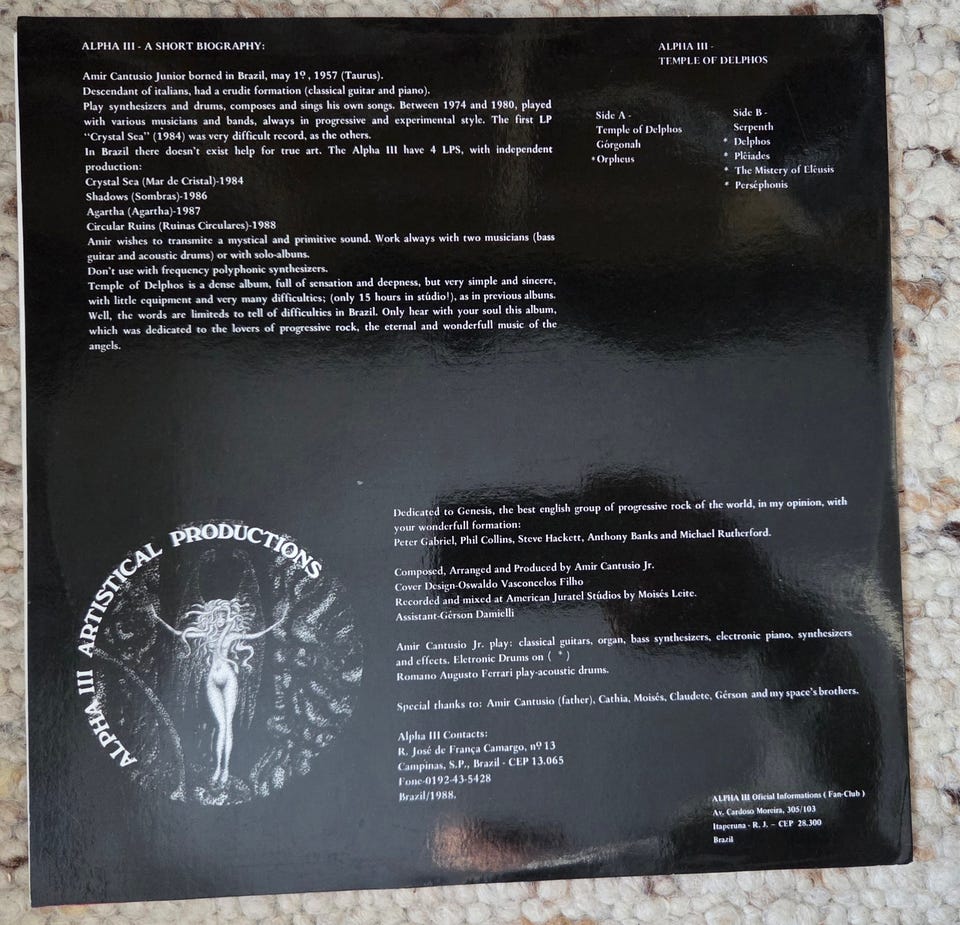 ALPHA III - A SHORT BIOGRAPHY:
Amir Cantusio Junior borned in Brazil, may 1º, 1957 (Taurus).
Descendant of italians, had a erudit formation (classical guitar and piano).
Play synthesizers and drums, composes and sings his own songs. Between 1974 and 1980, played
with various musicians and bands, always in progressive and experimental style. The first LP
"Crystal Sea" (1984) was very difficult record, as the others.
In Brazil there doesn't exist help for true art. The Alpha III have 4 LPS, with independent
production:
Crystal Sea (Mar de Cristal)-1984
Shadows (Sombras)-1986
Agartha (Agartha)-1987
Circular Ruins (Ruinas Circulares)-1988
Amir wishes to transmite a mystical and primitive sound. Work always with two musicians (bass
guitar and acoustic drums) or with solo-albuns.
Don't use with frequency polyphonic synthesizers.
Temple of Delphos is a dense album, full of sensation and deepness, but very simple and sincere,
with little equipment and very many difficulties; (only 15 hours in stúdio!), as in previous albuns.
Well, the words are limiteds to tell of difficulties in Brazil. Only hear with your soul this album,
which was dedicated to the lovers of progressive rock, the eternal and wonderfull music of the
angels.
ALPHA III -
TEMPLE OF DELPHOS
Side A -
Temple of Delphos
Górgonah
*Orpheus
Side B -
Serpenth
* Delphos
* Plêiades
* The Mistery of Elêusis
* Perséphonis
ALPHA III ARTISTICAL PRODUCTIONS
Dedicated to Genesis, the best english group of progressive rock of the world, in my opinion, with
your wonderfull formation:
Peter Gabriel, Phil Collins, Steve Hackett, Anthony Banks and Michael Rutherford.
Composed, Arranged and Produced by Amir Cantusio Jr.
Cover Design-Oswaldo Vasconcelos Filho
Recorded and mixed at American Juratel Stúdios by Moisés Leite.
Assistant-Gérson Damielli
Amir Cantusio Jr. play: classical guitars, organ, bass synthesizers, electronic piano, synthesizers
and effects. Eletronic Drums on ( * )
Romano Augusto Ferrari play-acoustic drums.
Special thanks to: Amir Cantusio (father), Cathia, Moisés, Claudete, Gérson and my space's brothers.
Alpha III Contacts:
R. José de França Camargo, nº 13
Campinas, S.P., Brazil - CEP 13.065
Fone-0192-43-5428
Brazil/1988.
ALPHA III Oficial Informations ( Fan-Club )
Av. Cardoso Moreira, 305/103
Itaperuna - R. J. – CEP 28.300
Brazil